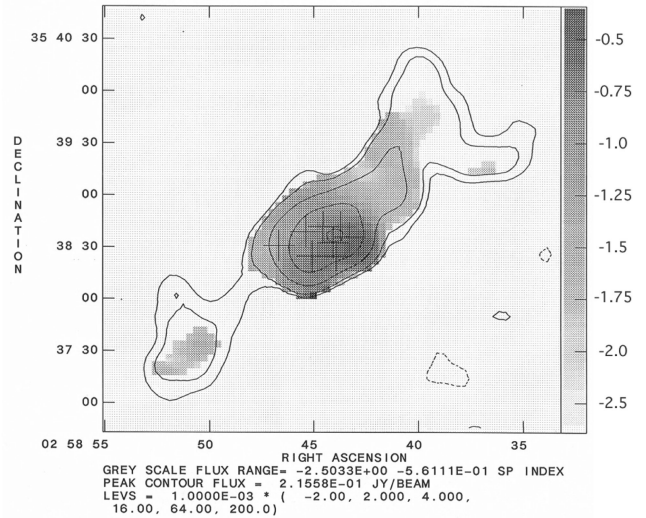 35 40 30
00
39 30
00
38 30
00
37 30
00
DECLINATION
02 58 55
50
45
40
35
RIGHT ASCENSION
-0.5
-0.75
-1.0
-1.25
-1.5
-1.75
-2.0
-2.5
GREY SCALE FLUX RANGE= -2.5033E+00 -5.6111E-01 SP INDEX
PEAK CONTOUR FLUX = 2.1558E-01 JY/BEAM
LEVS = 1.0000E-03 * ( -2.00, 2.000, 4.000,
16.00, 64.00, 200.0)